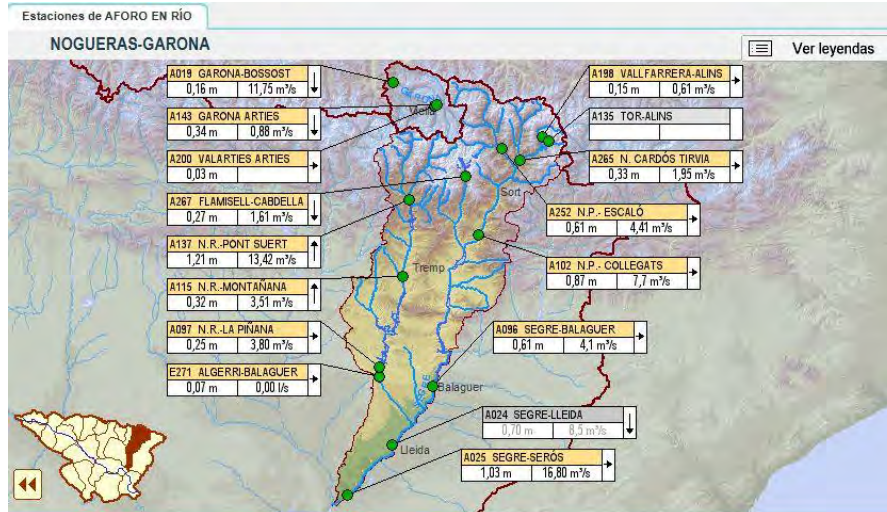 Estaciones de AFORO EN RÍO
NOGUERAS-GARONA
Ver leyendas
A019 GARONA-BOSSOST
0,16 m 11,75 m³/s
A143 GARONA ARTIES
0,34 m 0,88 m³/s
A200 VALARTIES ARTIES
0,03 m
A267 FLAMISELL-CABDELLA
0,27 m 1,61 m³/s
A137 N.R.-PONT SUERT
1,21 m 13,42 m³/s
A115 N.R.-MONTAÑANA
0,32 m 3,51 m³/s
A097 N.R.-LA PIÑANA
0,25 m 3,80 m³/s
E271 ALGERRI-BALAGUER
0,07 m 0,00 l/s
A198 VALLFARRERA-ALINS
0,15 m 0,61 m³/s
A135 TOR-ALINS
A265 N. CARDÓS TIRVIA
0,33 m 1,95 m³/s
A252 N.P.- ESCALÓ
0,61 m 4,41 m³/s
A102 N.P.- COLLEGATS
0,87 m 7,7 m³/s
A096 SEGRE-BALAGUER
0,61 m 4,1 m³/s
A024 SEGRE-LLEIDA
0,70 m 8,5 m³/s
A025 SEGRE-SERÓS
1,03 m 16,80 m³/s
Sort
Tremp
Balaguer
Lleida